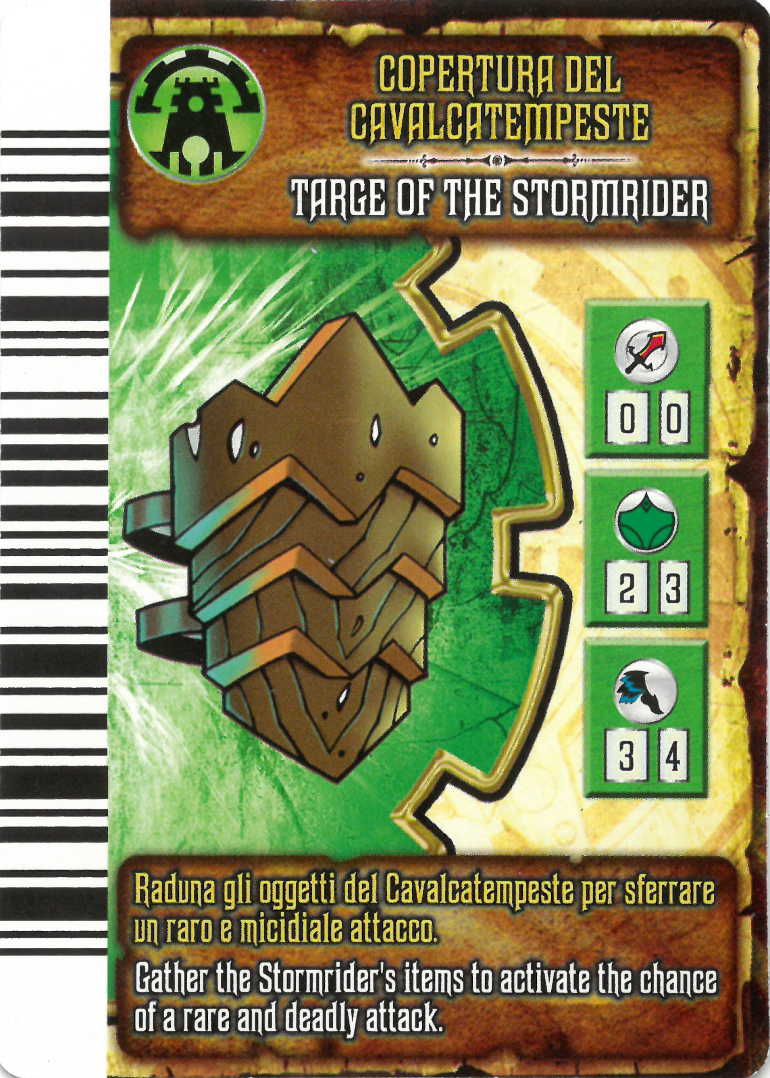 COPERTURA DEL
CAVALCATEMPESTE
TARGE OF THE STORMRIDER
0 0
2 3
3 4
Raduna gli oggetti del Cavalcatempeste per sferrare
un raro e micidiale attacco.
Gather the Stormrider's items to activate the chance
of a rare and deadly attack.